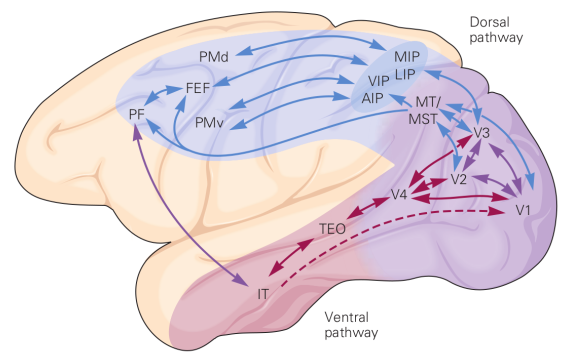 Dorsal
pathway
PMd
MIP
LIP
VIP
AIP
FEF
PF
PMv
MT/
MST
V3
V2
V4
V1
TEO
IT
Ventral
pathway